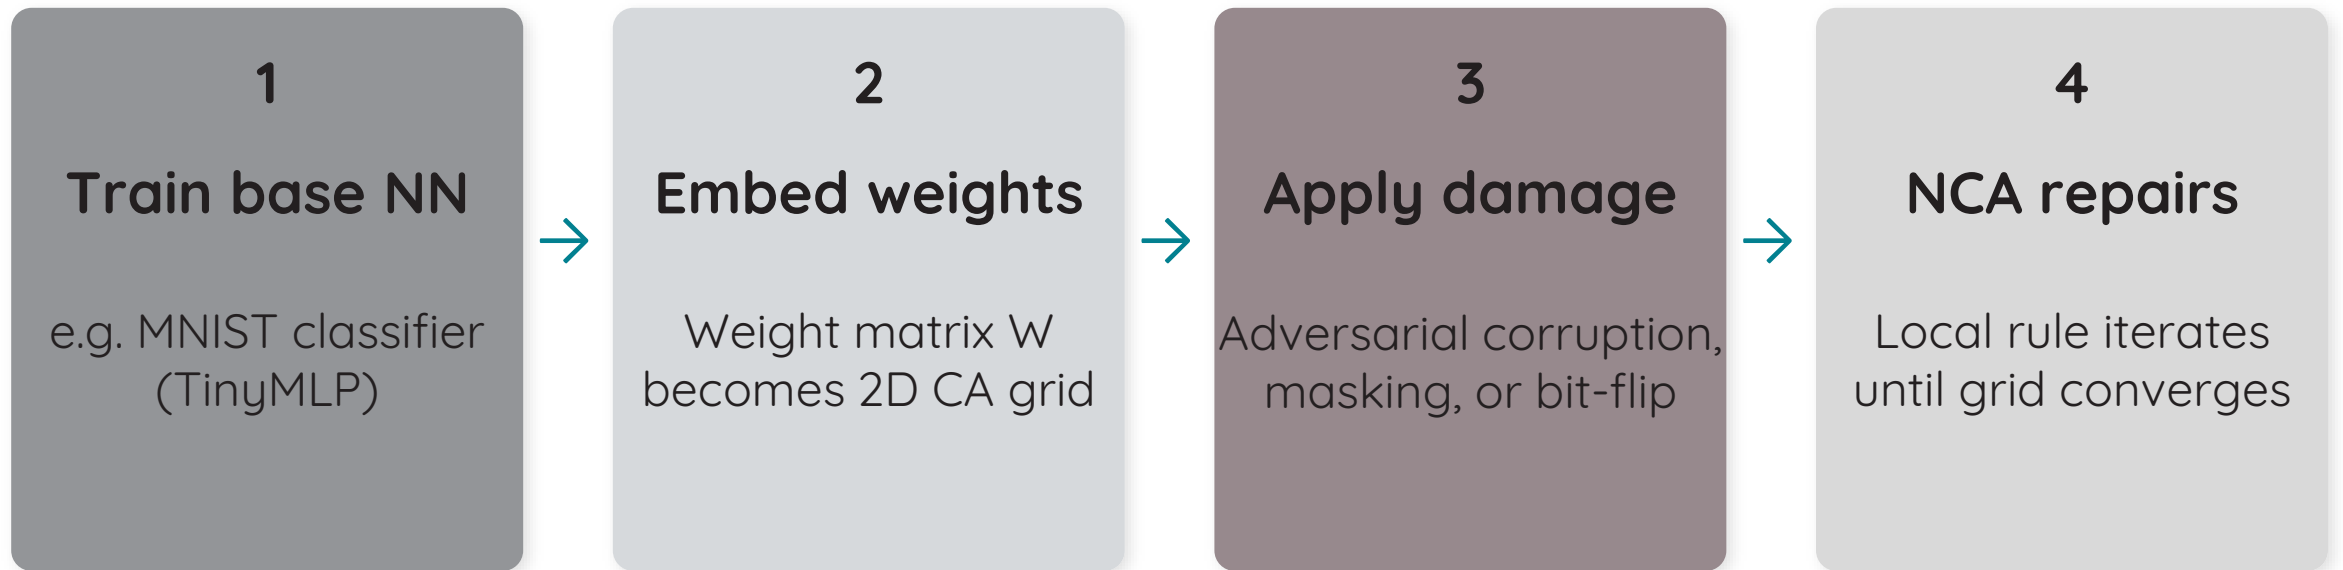 1
Train base NN
e.g. MNIST classifier
(TinyMLP)
2
Embed weights
Weight matrix W
becomes 2D CA grid
3
Apply damage
Adversarial corruption,
masking, or bit-flip
4
NCA repairs
Local rule iterates
until grid converges